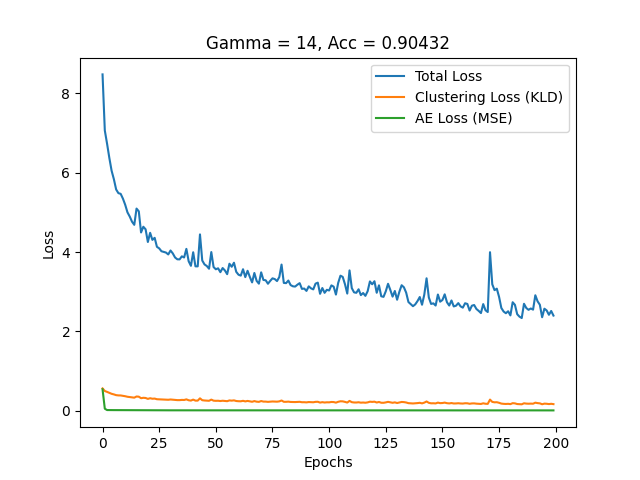 Gamma = 14, Acc = 0.90432
Total Loss
Clustering Loss (KLD)
AE Loss (MSE)
Loss
8
6
4
2
0
0 25 50 75 100 125 150 175 200
Epochs